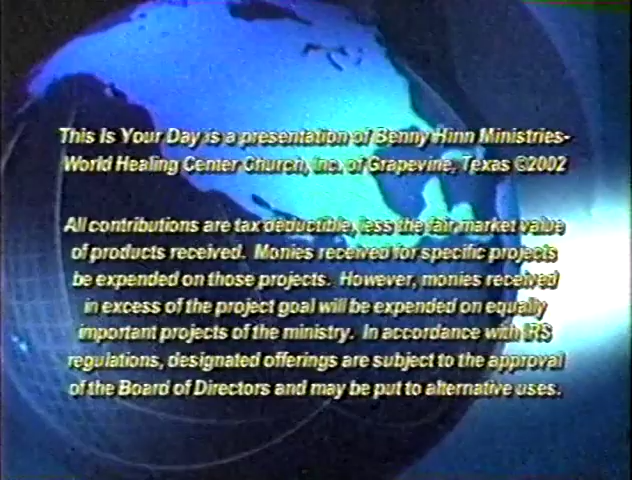 This Is Your Day is a presentation of Benny Hinn Ministries-
World Healing Center Church, Inc. of Grapevine, Texas ©2002
All contributions are tax deductible, less the fair market value
of products received. Monies received for specific projects
be expended on those projects. However, monies received
in excess of the project goal will be expended on equally
important projects of the ministry. In accordance with IRS
regulations, designated offerings are subject to the approval
of the Board of Directors and may be put to alternative uses.